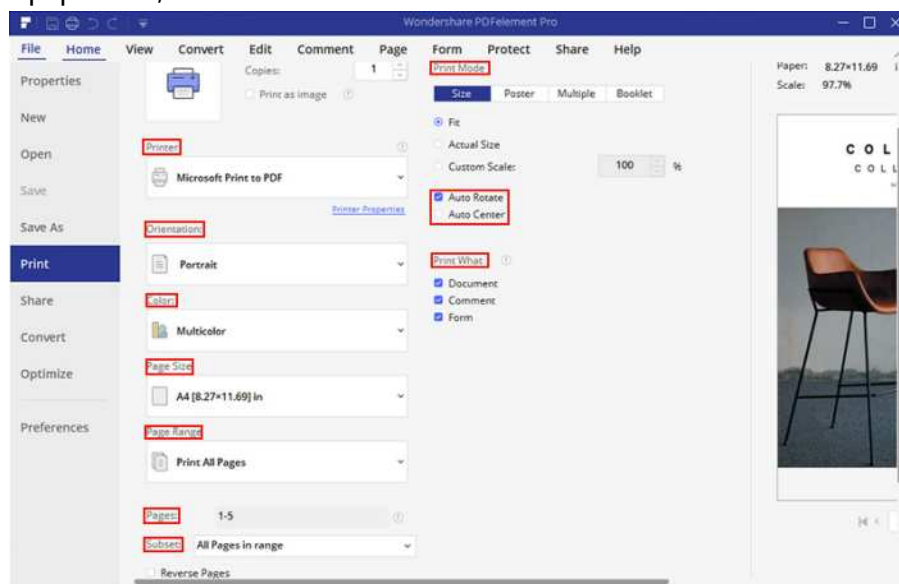 Wondershare PDFelement Pro
File Home View Convert Edit Comment Page Form Protect Share Help
Properties
New
Open
Save
Save As
Print
Share
Convert
Optimize
Preferences
Copies: 1
Print as image
Printer:
Microsoft Print to PDF
Printer Properties
Orientation:
Portrait
Color:
Multicolor
Page Size
A4 [8.27×11.69] in
Page Range
Print All Pages
Pages: 1-5
Subset: All Pages in range
Reverse Pages
Print Mode
Size Poster Multiple Booklet
Fit
Actual Size
Custom Scale: 100 %
Auto Rotate
Auto Center
Print What
Document
Comment
Form
Paper: 8.27×11.69
Scale: 97.7%
COL
COLL